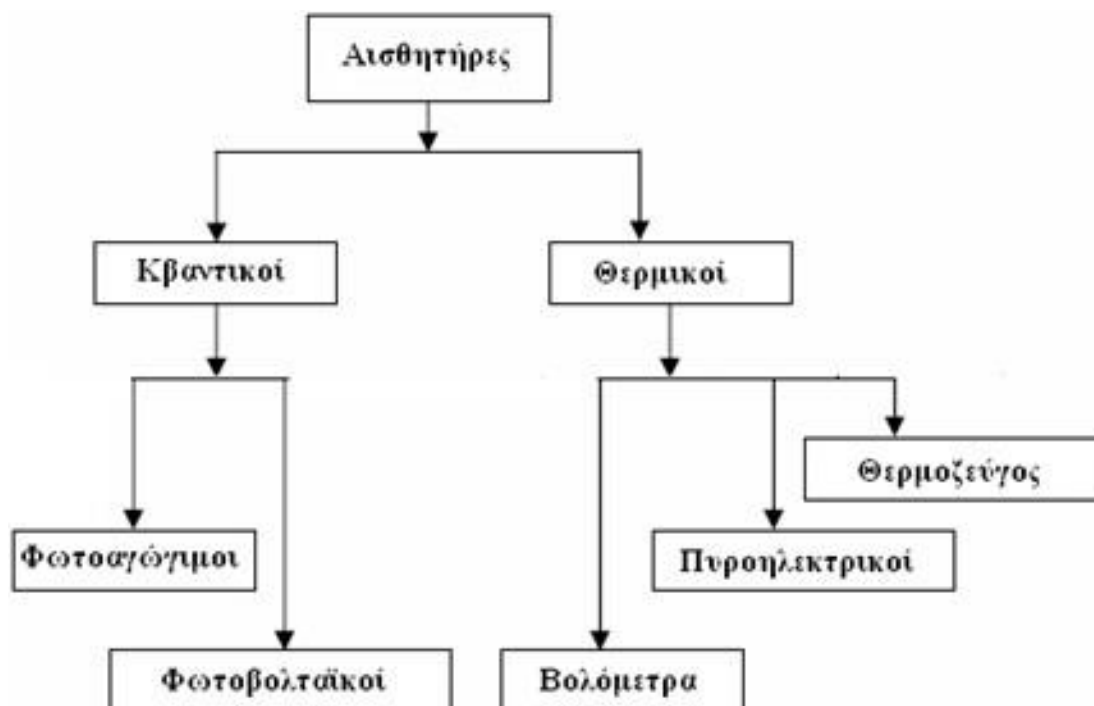 Αισθητήρες
Κβαντικοί
Θερμικοί
Θερμοζεύγος
Φωτοαγώγιμοι
Πυροηλεκτρικοί
Φωτοβολταϊκοί
Βολόμετρα